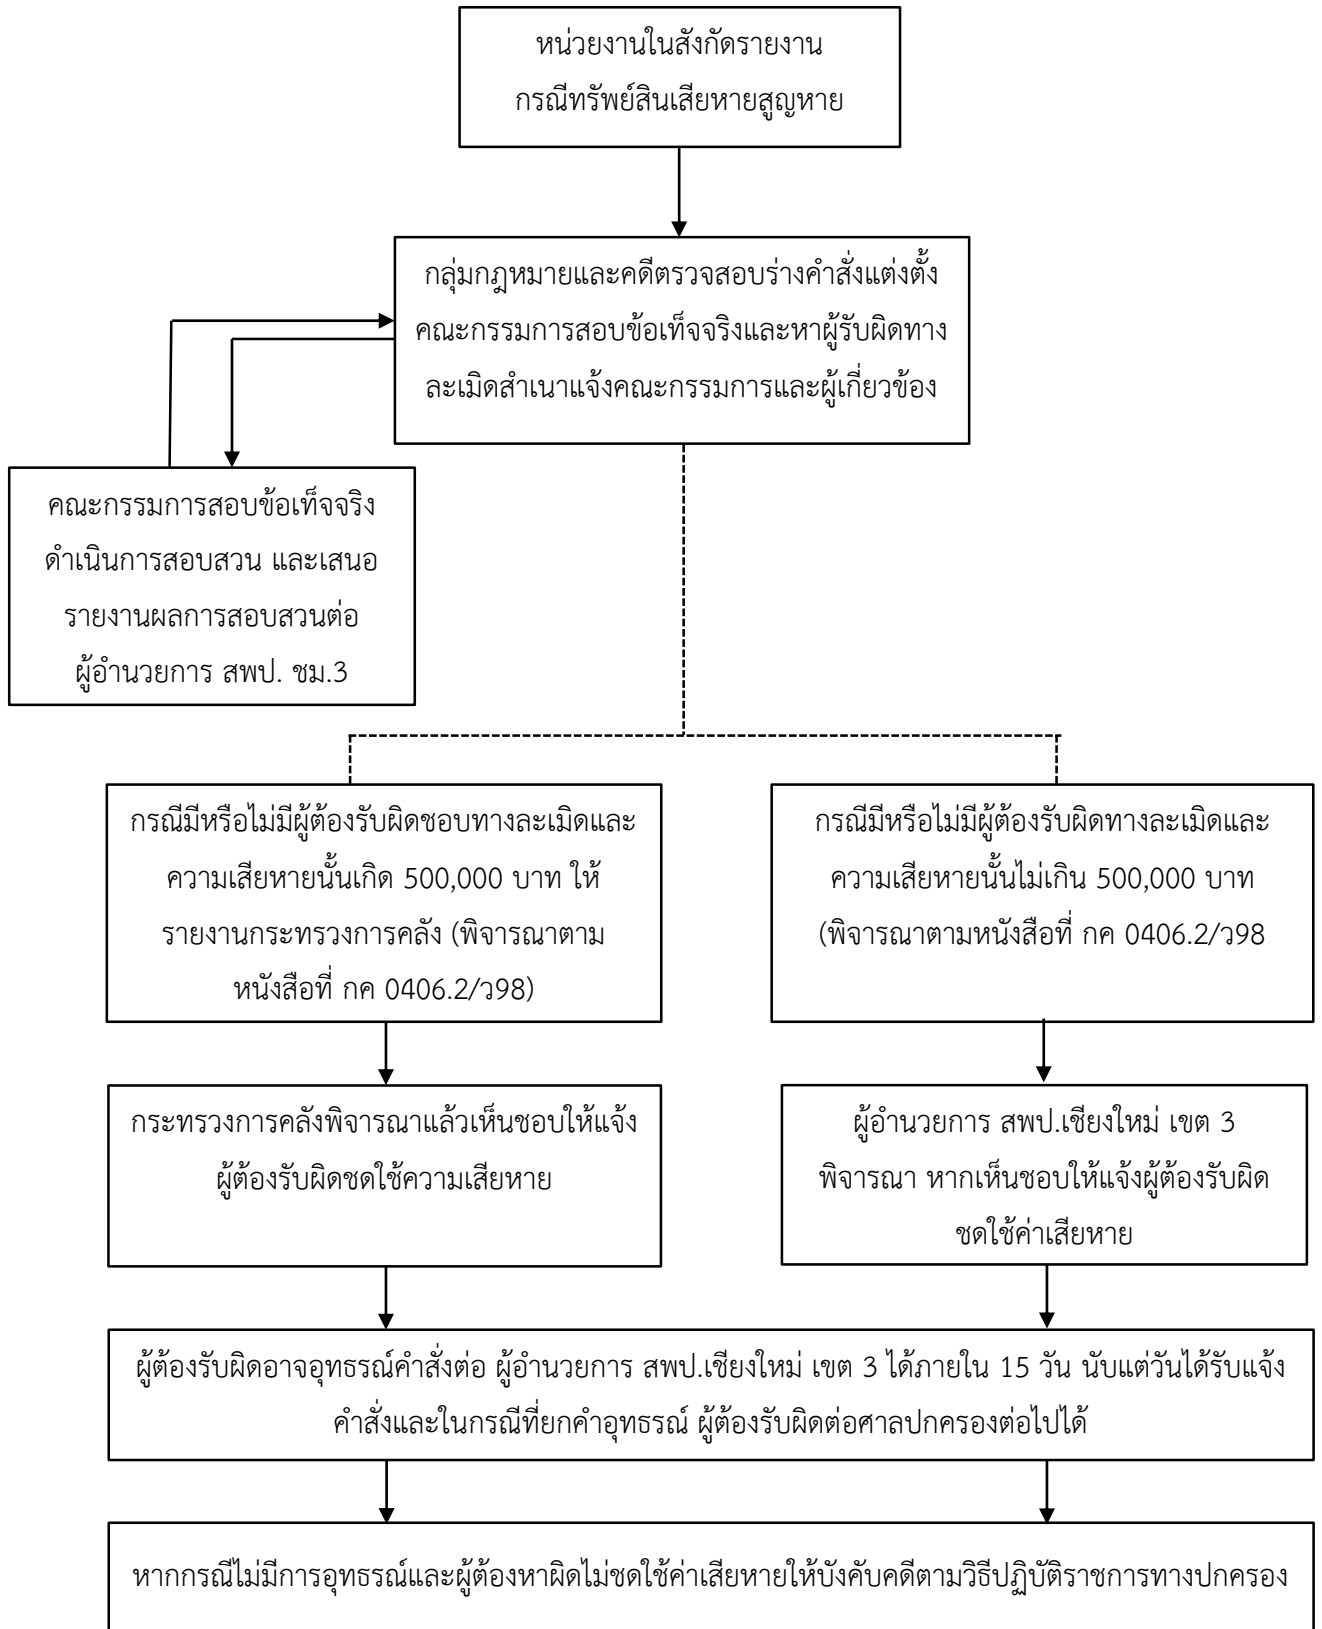 หน่วยงานในสังกัดรายงาน
กรณีทรัพย์สินเสียหายสูญหาย
กลุ่มกฎหมายและคดีตรวจสอบร่างคำสั่งแต่งตั้ง
คณะกรรมการสอบข้อเท็จจริงและหาผู้รับผิดทาง
ละเมิดสำเนาแจ้งคณะกรรมการและผู้เกี่ยวข้อง
คณะกรรมการสอบข้อเท็จจริง
ดำเนินการสอบสวน และเสนอ
รายงานผลการสอบสวนต่อ
ผู้อำนวยการ สพป. ชม.3
กรณีมีหรือไม่มีผู้ต้องรับผิดชอบทางละเมิดและ
ความเสียหายนั้นเกิด 500,000 บาท ให้
รายงานกระทรวงการคลัง (พิจารณาตาม
หนังสือที่ กค 0406.2/ว98)
กรณีมีหรือไม่มีผู้ต้องรับผิดทางละเมิดและ
ความเสียหายนั้นไม่เกิน 500,000 บาท
(พิจารณาตามหนังสือที่ กค 0406.2/ว98
กระทรวงการคลังพิจารณาแล้วเห็นชอบให้แจ้ง
ผู้ต้องรับผิดชดใช้ความเสียหาย
ผู้อำนวยการ สพป.เชียงใหม่ เขต 3
พิจารณา หากเห็นชอบให้แจ้งผู้ต้องรับผิด
ชดใช้ค่าเสียหาย
ผู้ต้องรับผิดอาจอุทธรณ์คำสั่งต่อ ผู้อำนวยการ สพป.เชียงใหม่ เขต 3 ได้ภายใน 15 วัน นับแต่วันได้รับแจ้ง
คำสั่งและในกรณีที่ยกคำอุทธรณ์ ผู้ต้องรับผิดต่อศาลปกครองต่อไปได้
หากกรณีไม่มีการอุทธรณ์และผู้ต้องหาผิดไม่ชดใช้ค่าเสียหายให้บังคับคดีตามวิธีปฏิบัติราชการทางปกครอง